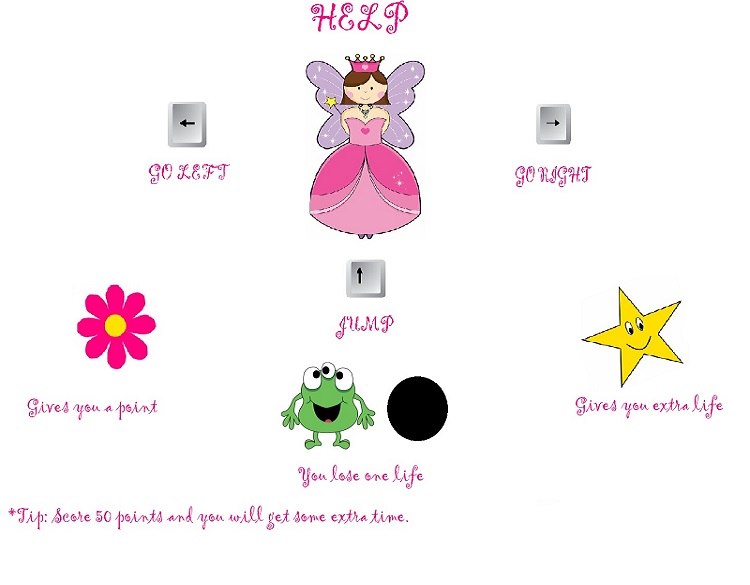 HELP
GO LEFT
GO RIGHT
JUMP
Gives you a point
Gives you extra life
You lose one life
*Tip: Score 50 points and you will get some extra time.